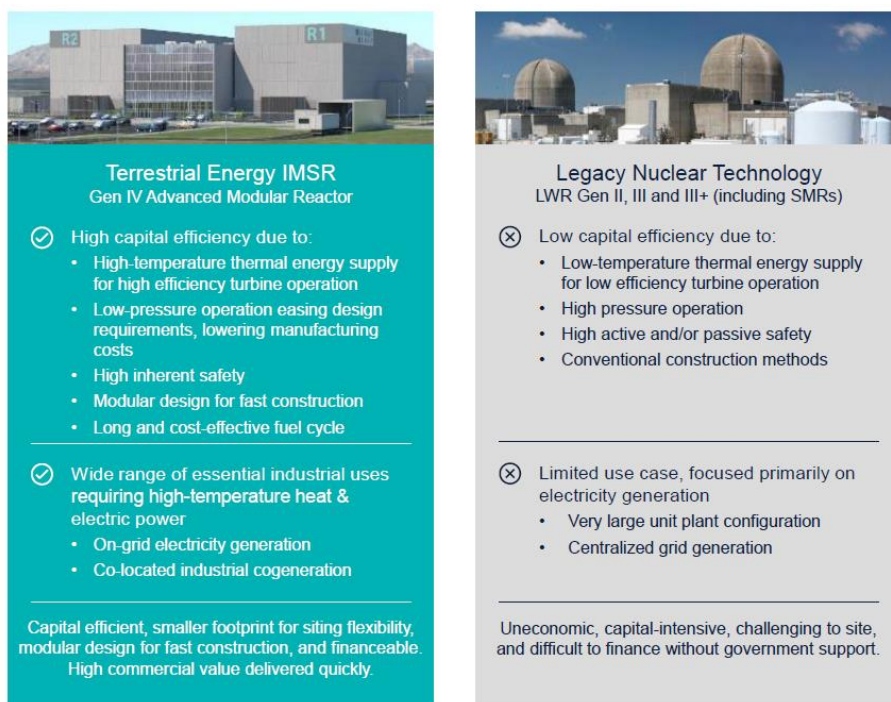 R2
R1
Terrestrial Energy IMSR
Gen IV Advanced Modular Reactor
High capital efficiency due to:
• High-temperature thermal energy supply
for high efficiency turbine operation
• Low-pressure operation easing design
requirements, lowering manufacturing
costs
• High inherent safety
• Modular design for fast construction
• Long and cost-effective fuel cycle
Wide range of essential industrial uses
requiring high-temperature heat &
electric power
• On-grid electricity generation
• Co-located industrial cogeneration
Capital efficient, smaller footprint for siting flexibility,
modular design for fast construction, and financeable.
High commercial value delivered quickly.
Legacy Nuclear Technology
LWR Gen II, III and III+ (including SMRs)
Low capital efficiency due to:
• Low-temperature thermal energy supply
for low efficiency turbine operation
• High pressure operation
• High active and/or passive safety
• Conventional construction methods
Limited use case, focused primarily on
electricity generation
• Very large unit plant configuration
• Centralized grid generation
Uneconomic, capital-intensive, challenging to site,
and difficult to finance without government support.